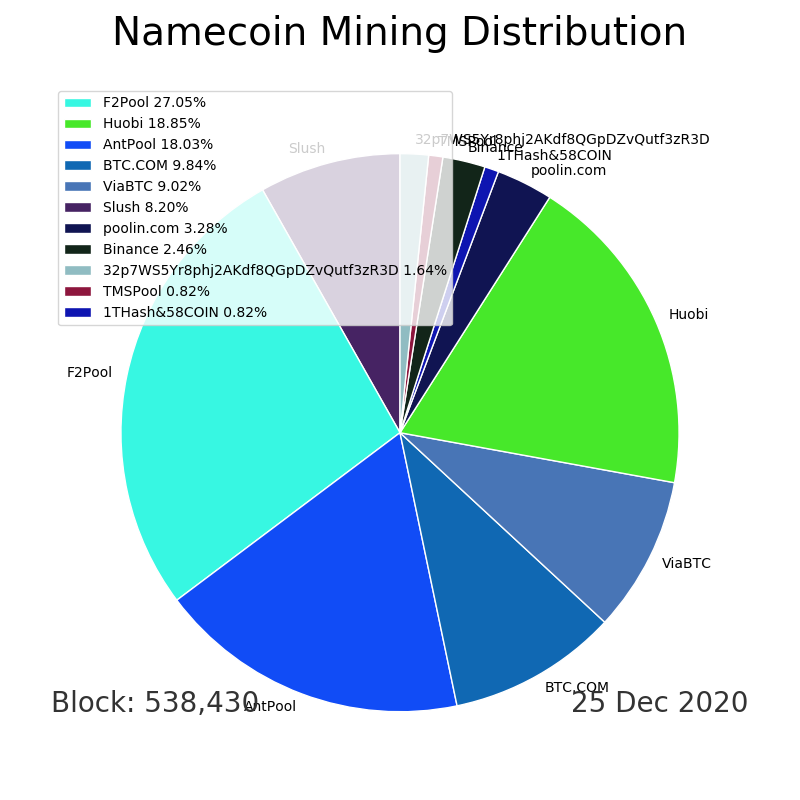 Namecoin Mining Distribution
F2Pool 27.05%
Huobi 18.85%
AntPool 18.03%
BTC.COM 9.84%
ViaBTC 9.02%
Slush 8.20%
poolin.com 3.28%
Binance 2.46%
32p7WS5Yr8phj2AKdf8QGpDZvQutf3zR3D 1.64%
TMSPool 0.82%
1THash&58COIN 0.82%
32p7WS5Yr8phj2AKdf8QGpDZvQutf3zR3D
TMSPool
Slush
Binance
1THash&58COIN
poolin.com
Huobi
F2Pool
ViaBTC
BTC.COM
AntPool
Block: 538,430
25 Dec 2020